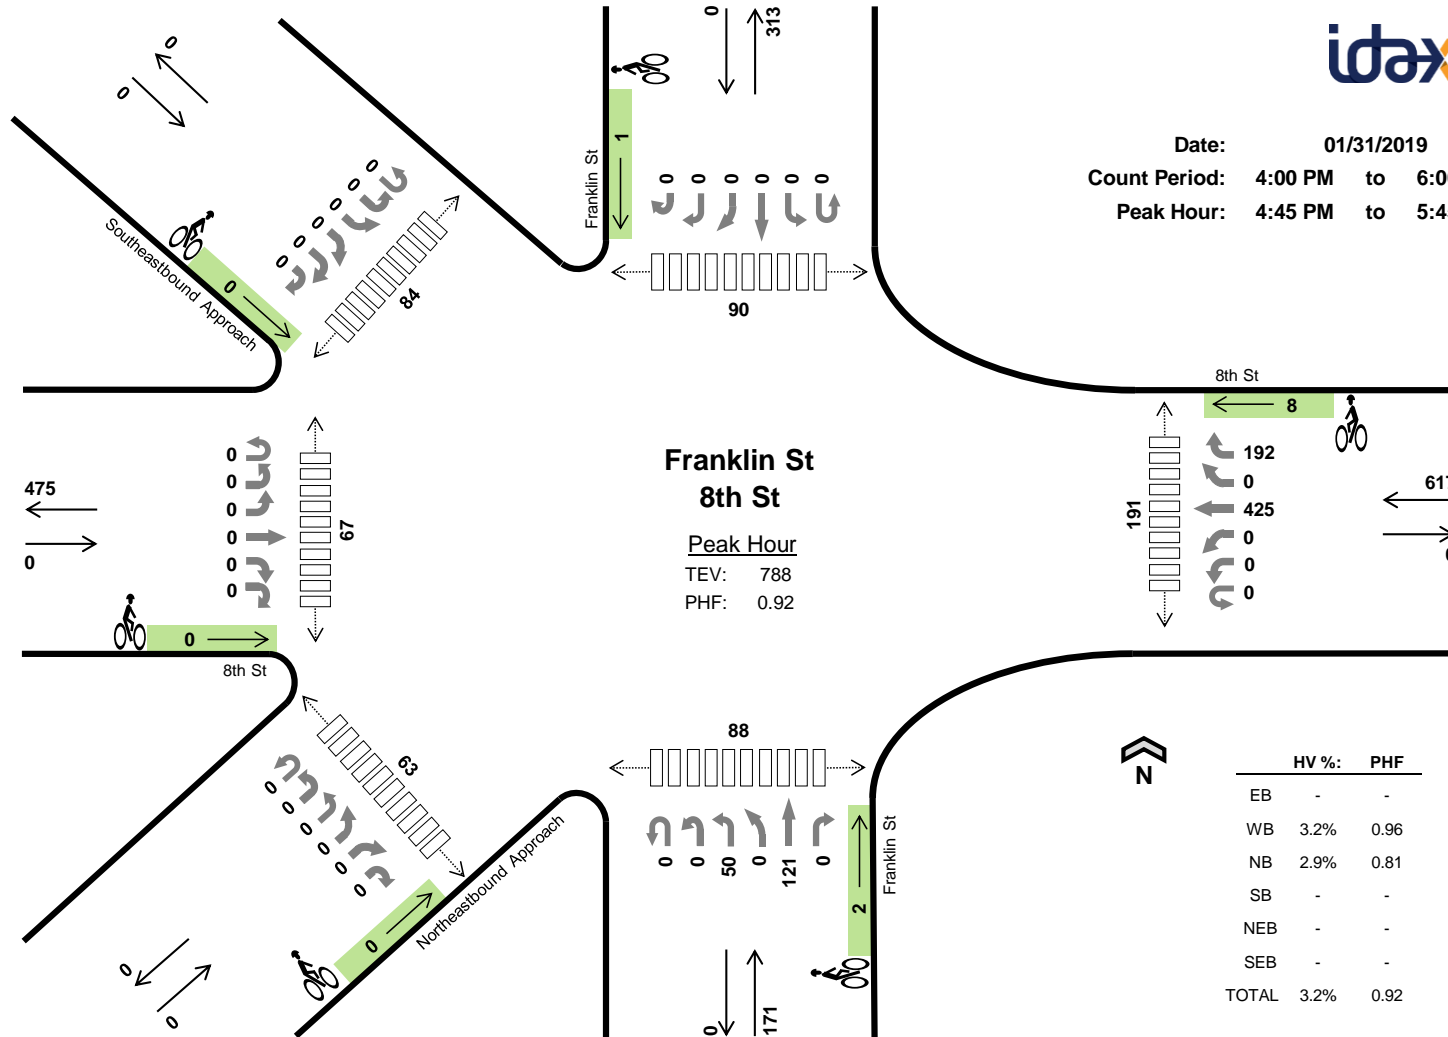 idax
Date: 01/31/2019
Count Period: 4:00 PM to 6:0
Peak Hour: 4:45 PM to 5:4
0
0
0
313
0
0
0
0
0
0
Southeastbound Approach
0
84
Franklin St
1
0
0
0
0
0
0
90
8th St
8
192
0
425
0
0
0
191
617
475
0
0
0
0
0
0
0
67
0
8th St
Franklin St
8th St
Peak Hour
TEV: 788
PHF: 0.92
63
0
0
0
0
0
0
Northeastbound Approach
0
0
0
88
0
0
50
0
121
0
2
Franklin St
0
171
N
HV %: PHF
EB - -
WB 3.2% 0.96
NB 2.9% 0.81
SB - -
NEB - -
SEB - -
TOTAL 3.2% 0.92